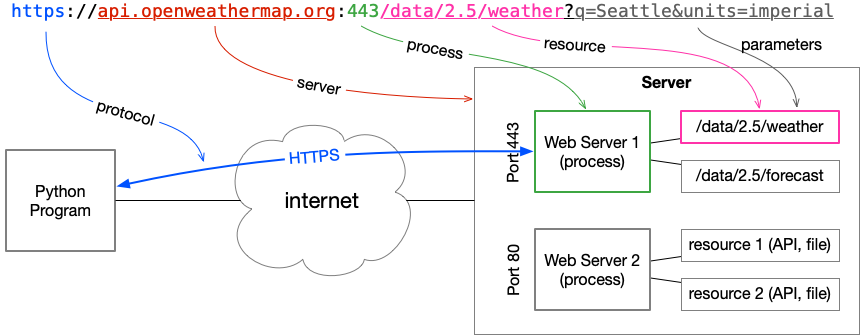 https://api.openweathermap.org:443/data/2.5/weather?q=Seattle&units=imperial
process
resource
parameters
server
Server
protocol
Port 443
Web Server 1
(process)
/data/2.5/weather
/data/2.5/forecast
HTTPS
internet
Python
Program
Port 80
Web Server 2
(process)
resource 1 (API, file)
resource 2 (API, file)